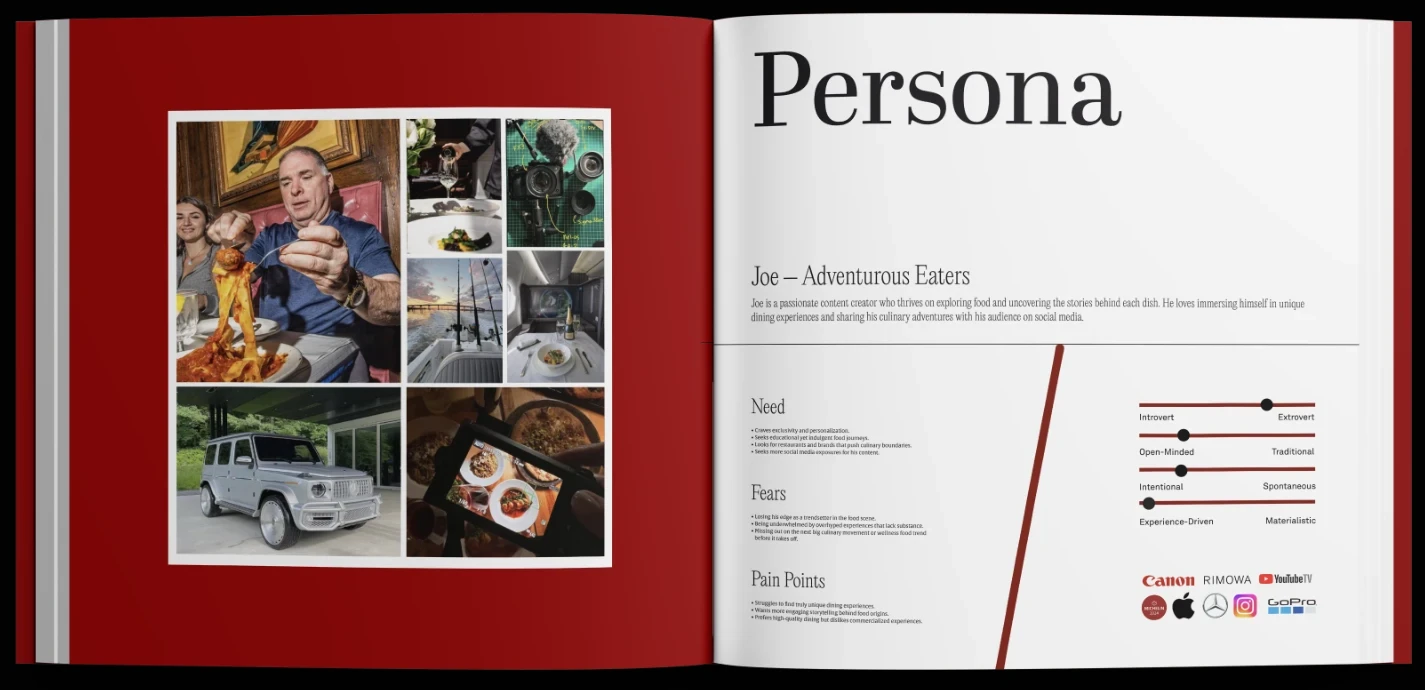 Persona
Joe – Adventurous Eaters
Joe is a passionate content creator who thrives on exploring food and uncovering the stories behind each dish. He loves immersing himself in unique
dining experiences and sharing his culinary adventures with his audience on social media.
Need
• Craves exclusivity and personalization.
• Seeks educational yet indulgent food journeys.
• Looks for restaurants and brands that push culinary boundaries.
• Seeks more social media exposures for his content.
Fears
• Losing his edge as a trendsetter in the food scene.
• Being underwhelmed by overhyped experiences that lack substance.
• Missing out on the next big culinary movement or wellness food trend
before it takes off.
Pain Points
• Struggles to find truly unique dining experiences.
• Wants more engaging storytelling behind food origins.
• Prefers high-quality dining but dislikes commercialized experiences.
Introvert Extrovert
Open-Minded Traditional
Intentional Spontaneous
Experience-Driven Materialistic
Canon RIMOWA YouTubeTV
MICHELIN
GoPro